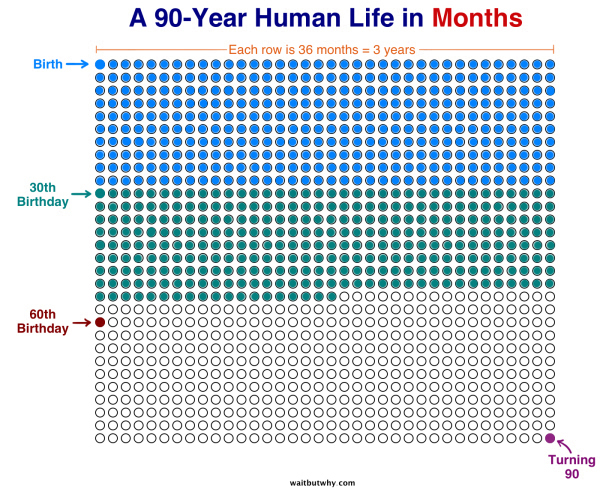 A 90-Year Human Life in Months
Each row is 36 months = 3 years
Birth
30th
Birthday
60th
Birthday
Turning
90
waitbutwhy.com